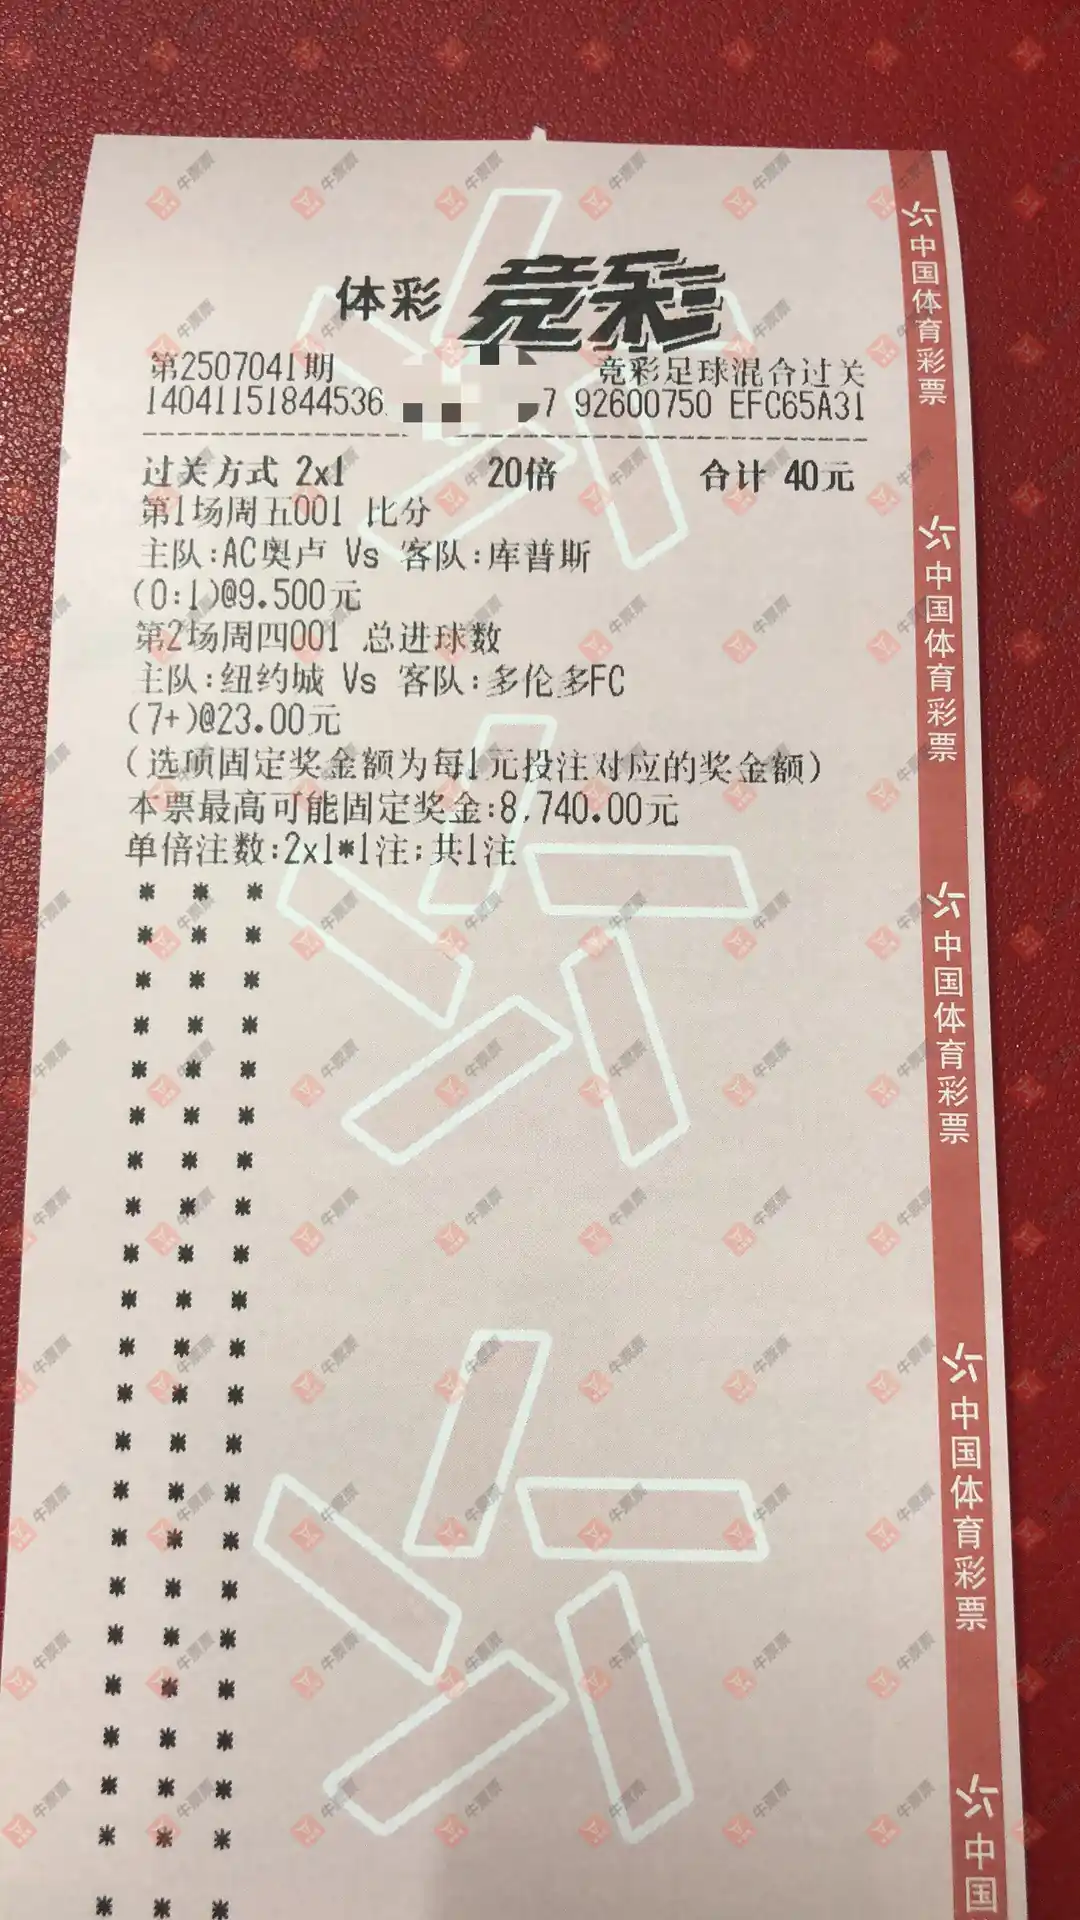 体彩 竞彩
第2507041期 竞彩足球混合过关
14041151844536 7 92600750 EFC65A31
过关方式 2x1 20倍 合计 40元
第1场周五001 比分
主队:AC奥卢 Vs 客队:库普斯
(0:1)@9.500元
第2场周四001 总进球数
主队:纽约城 Vs 客队:多伦多FC
(7+)@23.00元
(选项固定奖金额为每1元投注对应的奖金额)
本票最高可能固定奖金:8,740.00元
单倍注数:2x1*1注;共1注
中国体育彩票
中国体育彩票
中国体育彩票
中国体育彩票
中国
牛票票